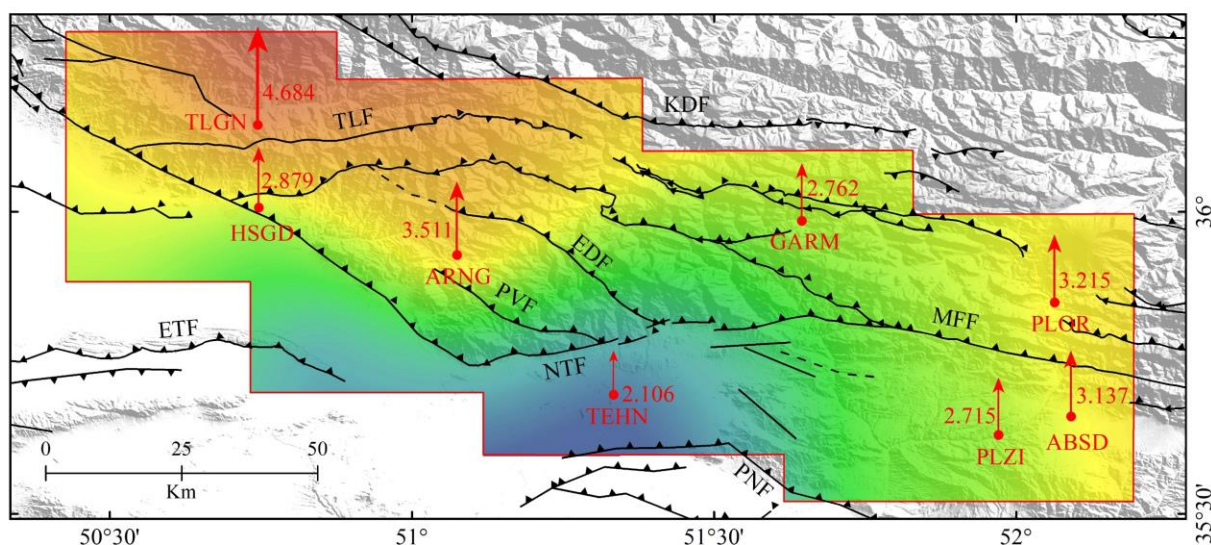 4.684
TLGN
TLF
KDF
2.879
HSGD
3.511
ARNG
2.762
GARM
36°
EDF
PVF
3.215
PLOR
MFF
ETF
NTF
2.106
TEHN
3.137
ABSD
2.715
PLZI
PNF
0 25 50
Km
35°30'
50°30' 51° 51°30' 52°